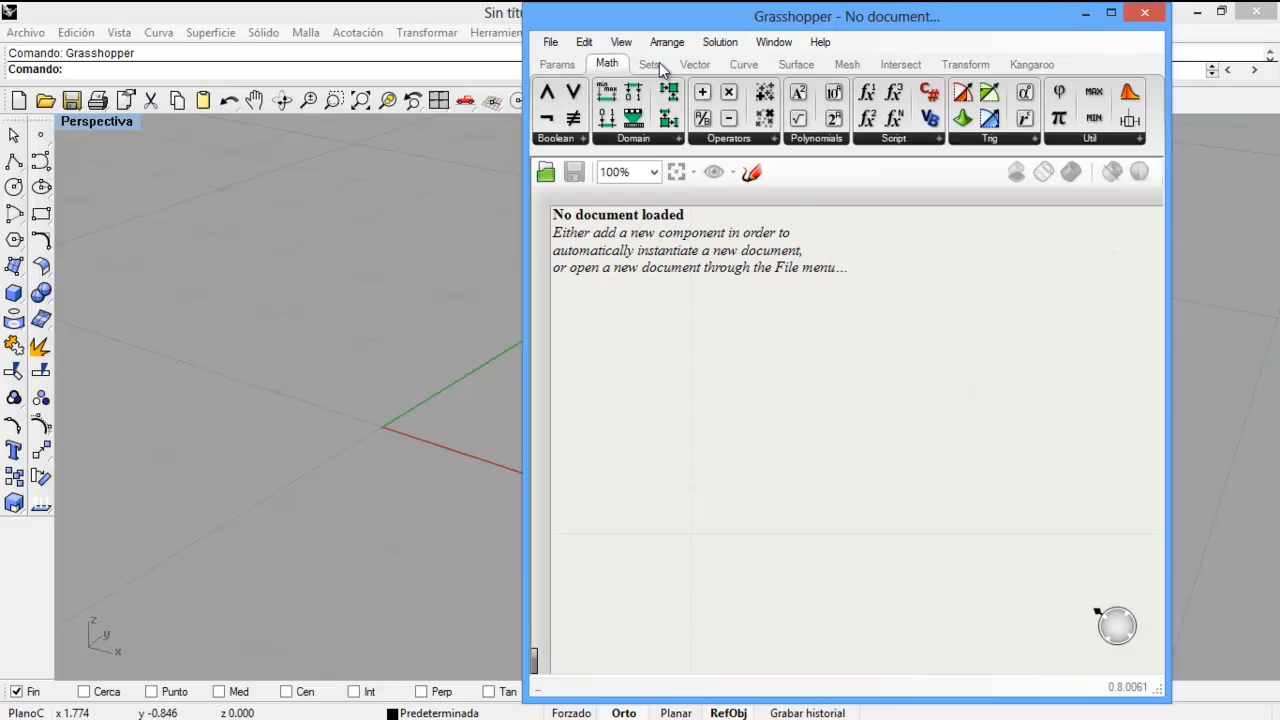 Sin tít
Grasshopper - No document...
Archivo Edición Vista Curva Superficie Sólido Malla Acotación Transformar Herramien
File Edit View Arrange Solution Window Help
Comando: Grasshopper
Comando:
Params Math Sets Vector Curve Surface Mesh Intersect Transform Kangaroo
Boolean Domain Operators Polynomials Script Trig Util
MAX
MIN
Perspectiva
100%
No document loaded
Either add a new component in order to
automatically instantiate a new document,
or open a new document through the File menu...
z
y
x
0.8.0061
Fin Cerca Punto Med Cen Int Perp Tan
PlanoC x 1.774 y -0.846 z 0.000 Predeterminada Forzado Orto Planar RefObj Grabar historial